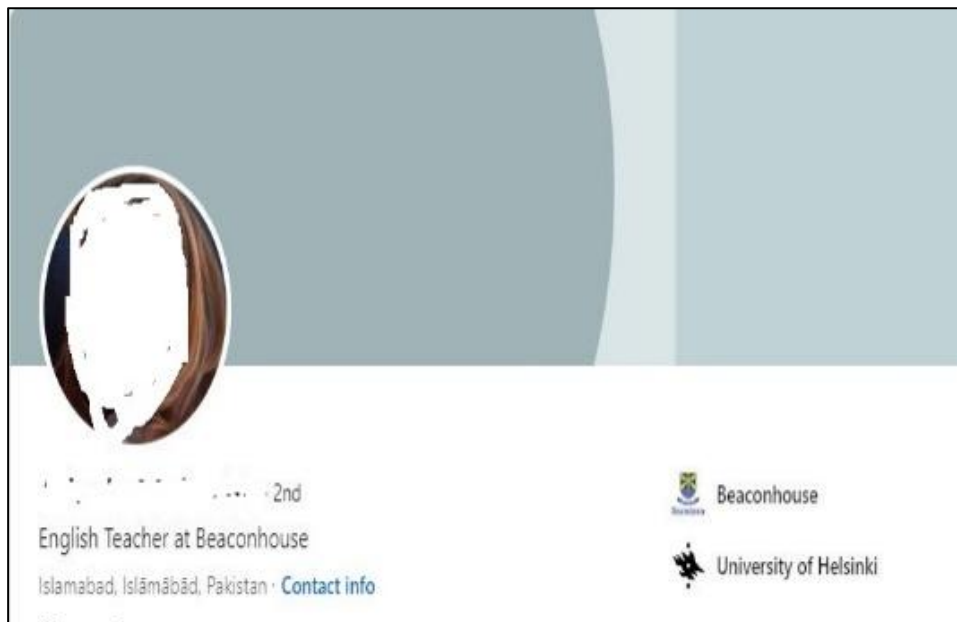 2nd
English Teacher at Beaconhouse
Islamabad, Islāmābād, Pakistan · Contact info
Beaconhouse
University of Helsinki